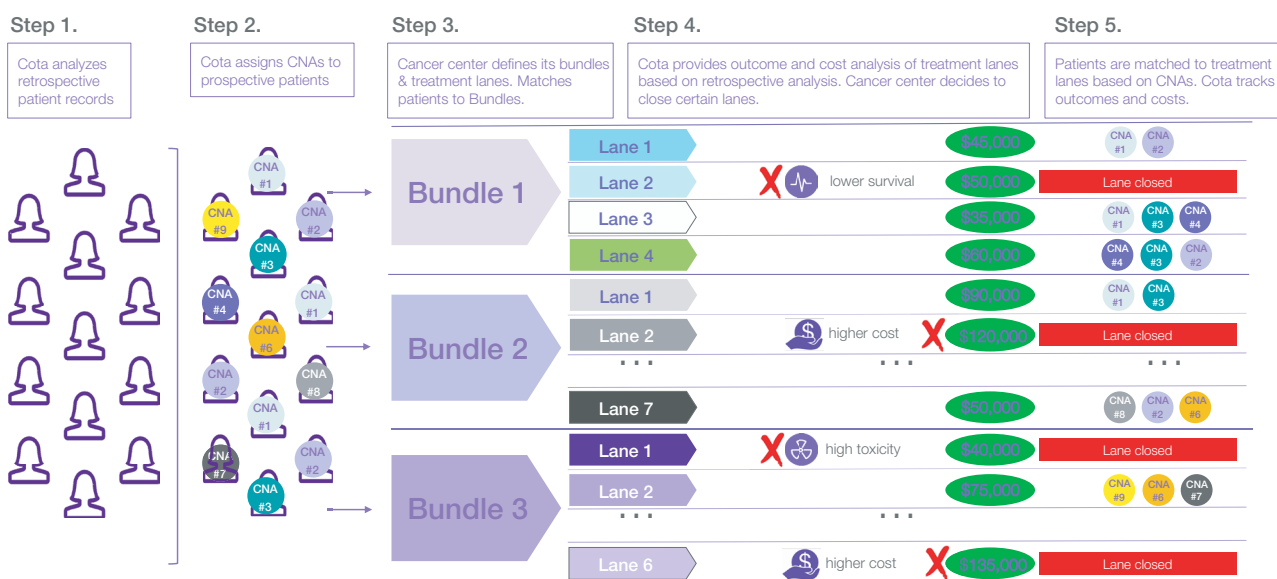 Step 1.
Cota analyzes
retrospective
patient records
Step 2.
Cota assigns CNAs to
prospective patients
Step 3.
Cancer center defines its bundles
& treatment lanes. Matches
patients to Bundles.
Step 4.
Cota provides outcome and cost analysis of treatment lanes
based on retrospective analysis. Cancer center decides to
close certain lanes.
Step 5.
Patients are matched to treatment
lanes based on CNAs. Cota tracks
outcomes and costs.
CNA
#1
CNA
#9
CNA
#2
CNA
#3
CNA
#4
CNA
#1
CNA
#6
CNA
#2
CNA
#8
CNA
#1
CNA
#7
CNA
#2
CNA
#3
Bundle 1
Lane 1
$45,000
CNA
#1
CNA
#2
Lane 2
lower survival
$50,000
Lane closed
Lane 3
$35,000
CNA
#1
CNA
#3
CNA
#4
Lane 4
$60,000
CNA
#4
CNA
#3
CNA
#2
Bundle 2
Lane 1
$90,000
CNA
#1
CNA
#3
Lane 2
higher cost
$120,000
Lane closed
... ... ...
Lane 7
$50,000
CNA
#8
CNA
#2
CNA
#6
Bundle 3
Lane 1
high toxicity
$40,000
Lane closed
Lane 2
$75,000
CNA
#9
CNA
#6
CNA
#7
... ...
Lane 6
higher cost
$135,000
Lane closed